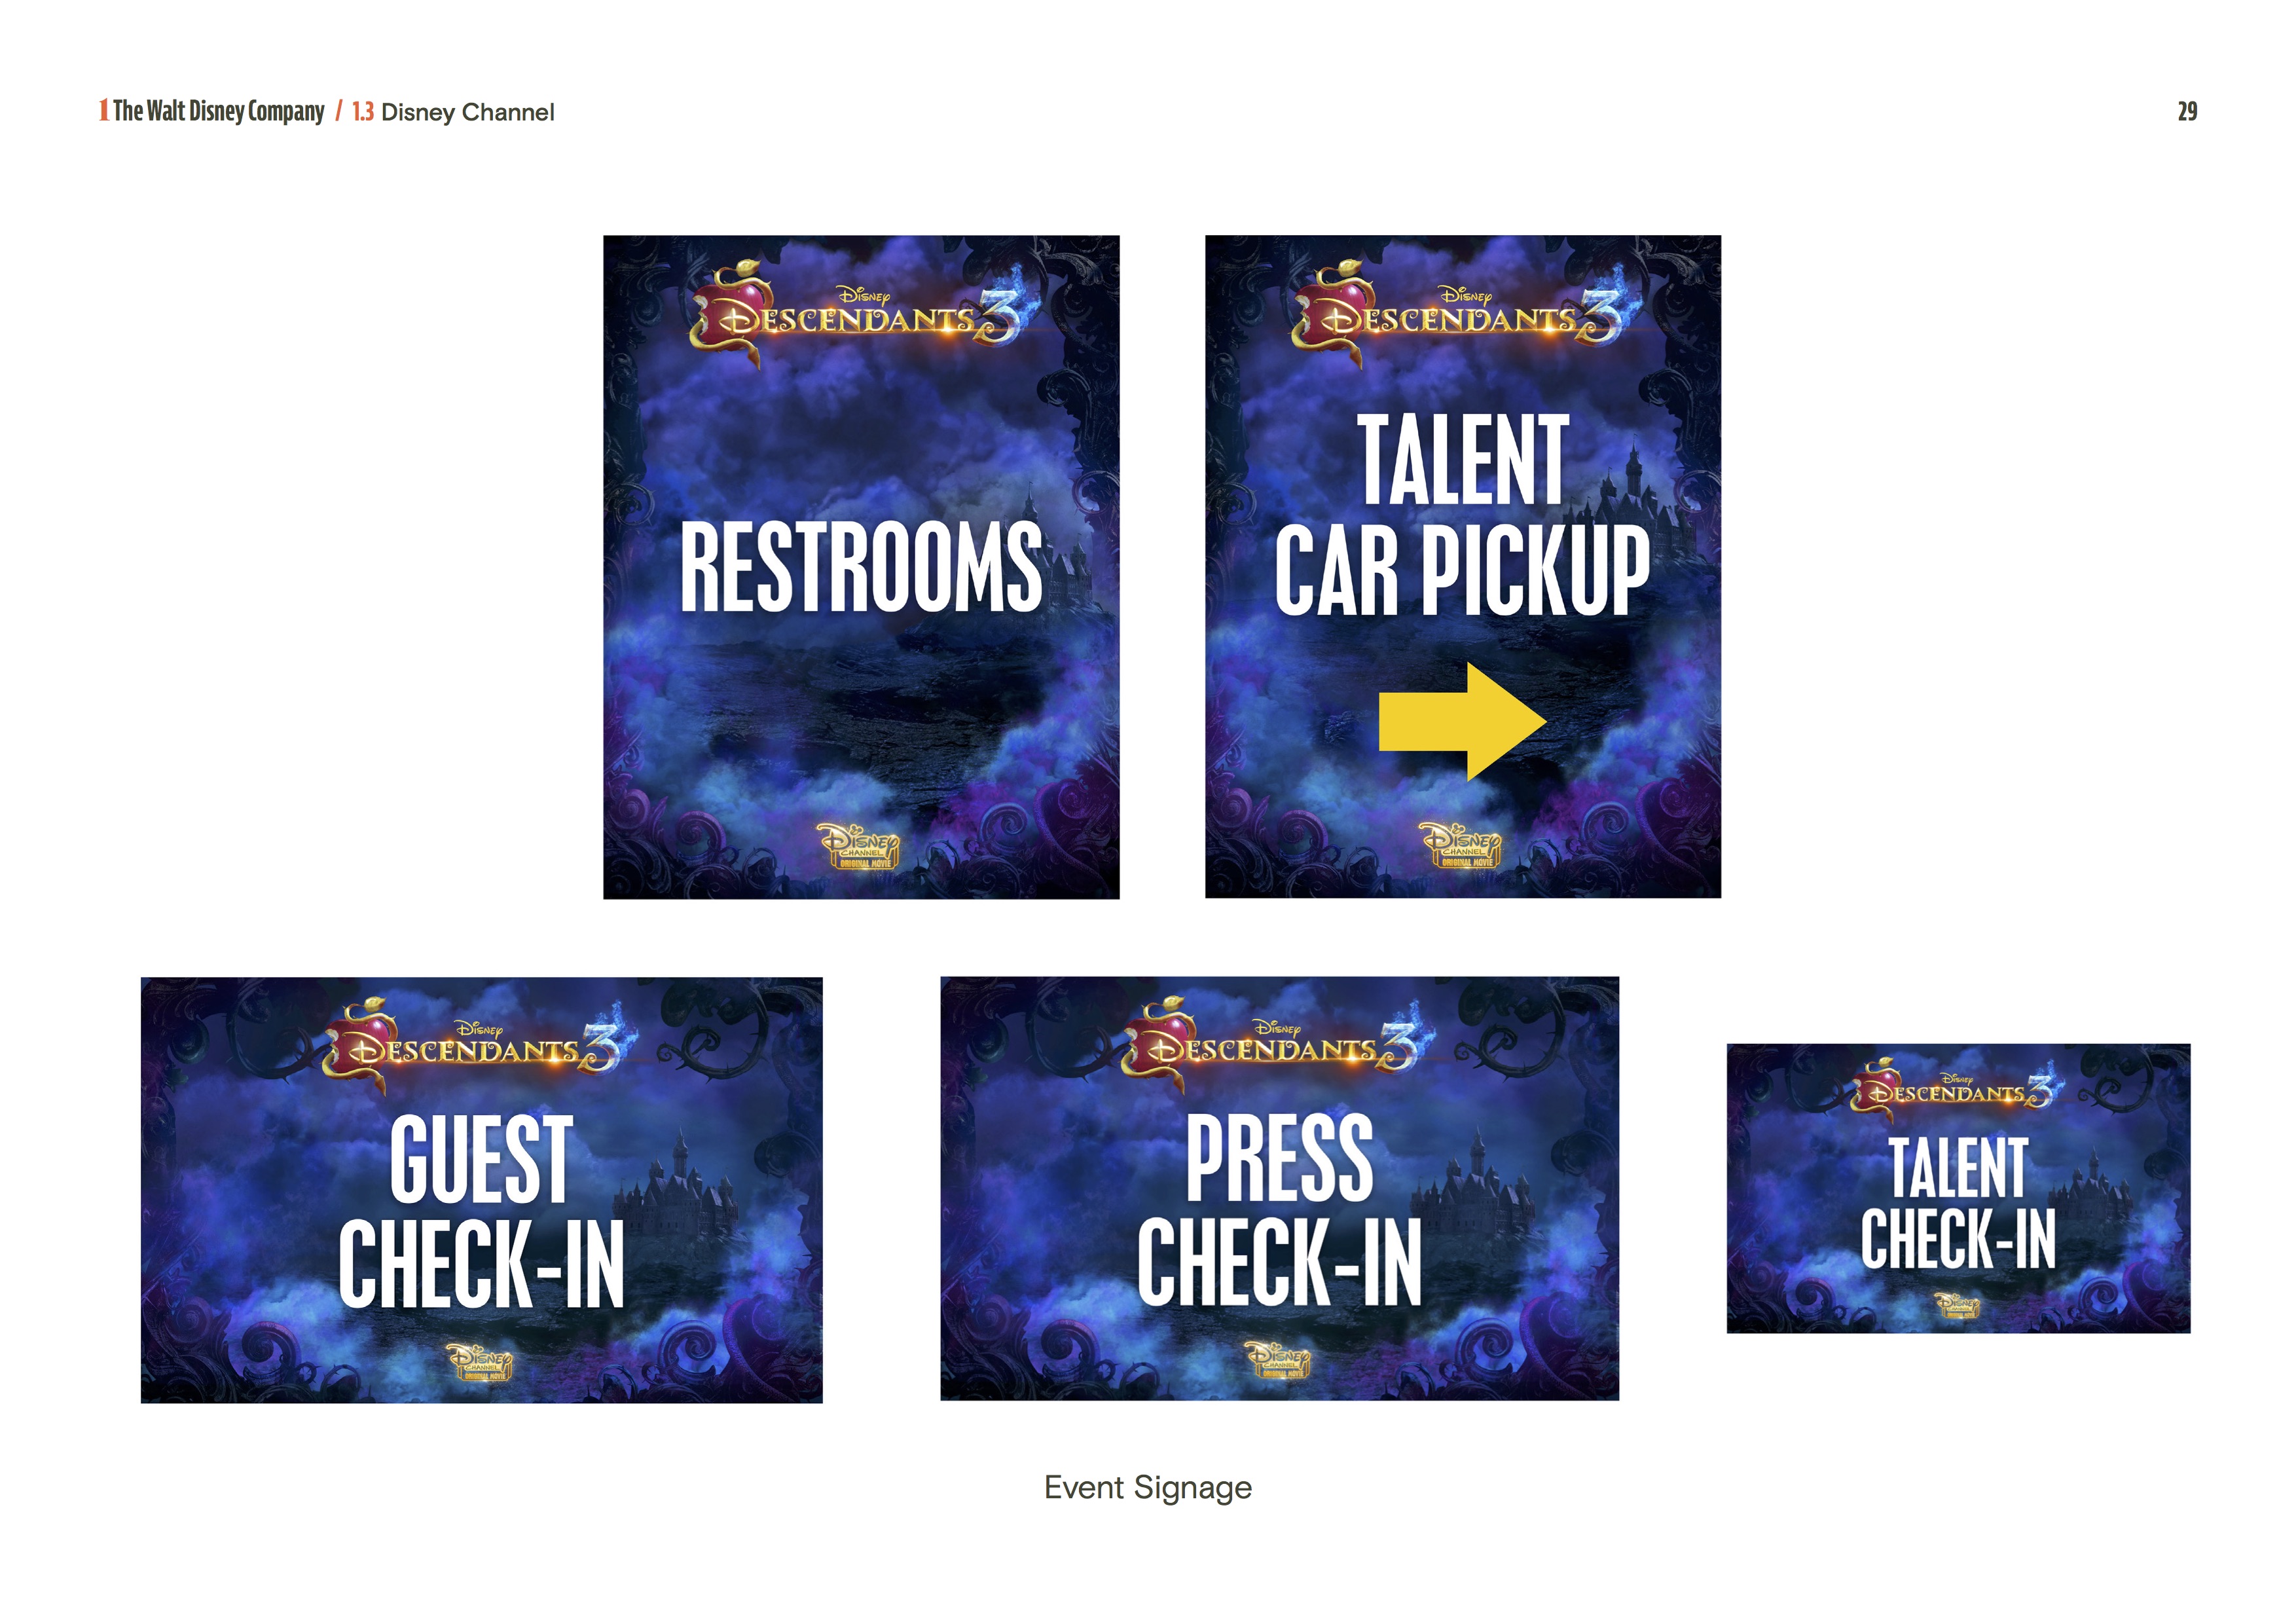 1 The Walt Disney Company / 1.3 Disney Channel
29
Disney
DESCENDANTS 3
RESTROOMS
Disney
CHANNEL
ORIGINAL MOVIE
Disney
DESCENDANTS 3
TALENT
CAR PICKUP
Disney
CHANNEL
ORIGINAL MOVIE
Disney
DESCENDANTS 3
GUEST
CHECK-IN
Disney
CHANNEL
ORIGINAL MOVIE
Disney
DESCENDANTS 3
PRESS
CHECK-IN
Disney
CHANNEL
ORIGINAL MOVIE
Disney
DESCENDANTS 3
TALENT
CHECK-IN
Disney
CHANNEL
ORIGINAL MOVIE
Event Signage